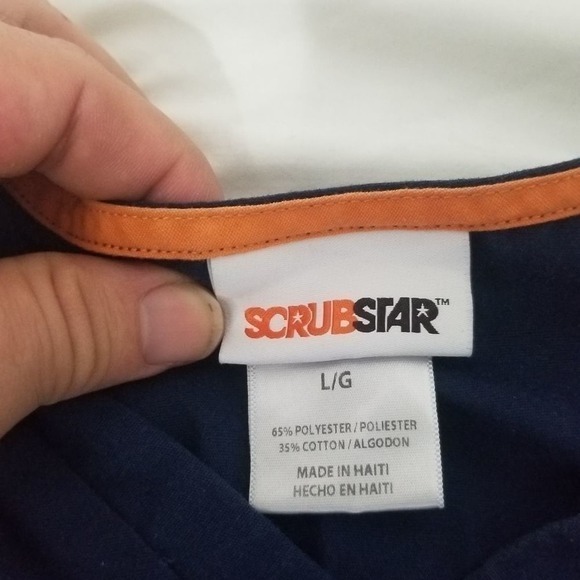 SCRUBSTAR™
L/G
65% POLYESTER / POLIESTER
35% COTTON / ALGODON
MADE IN HAITI
HECHO EN HAITI